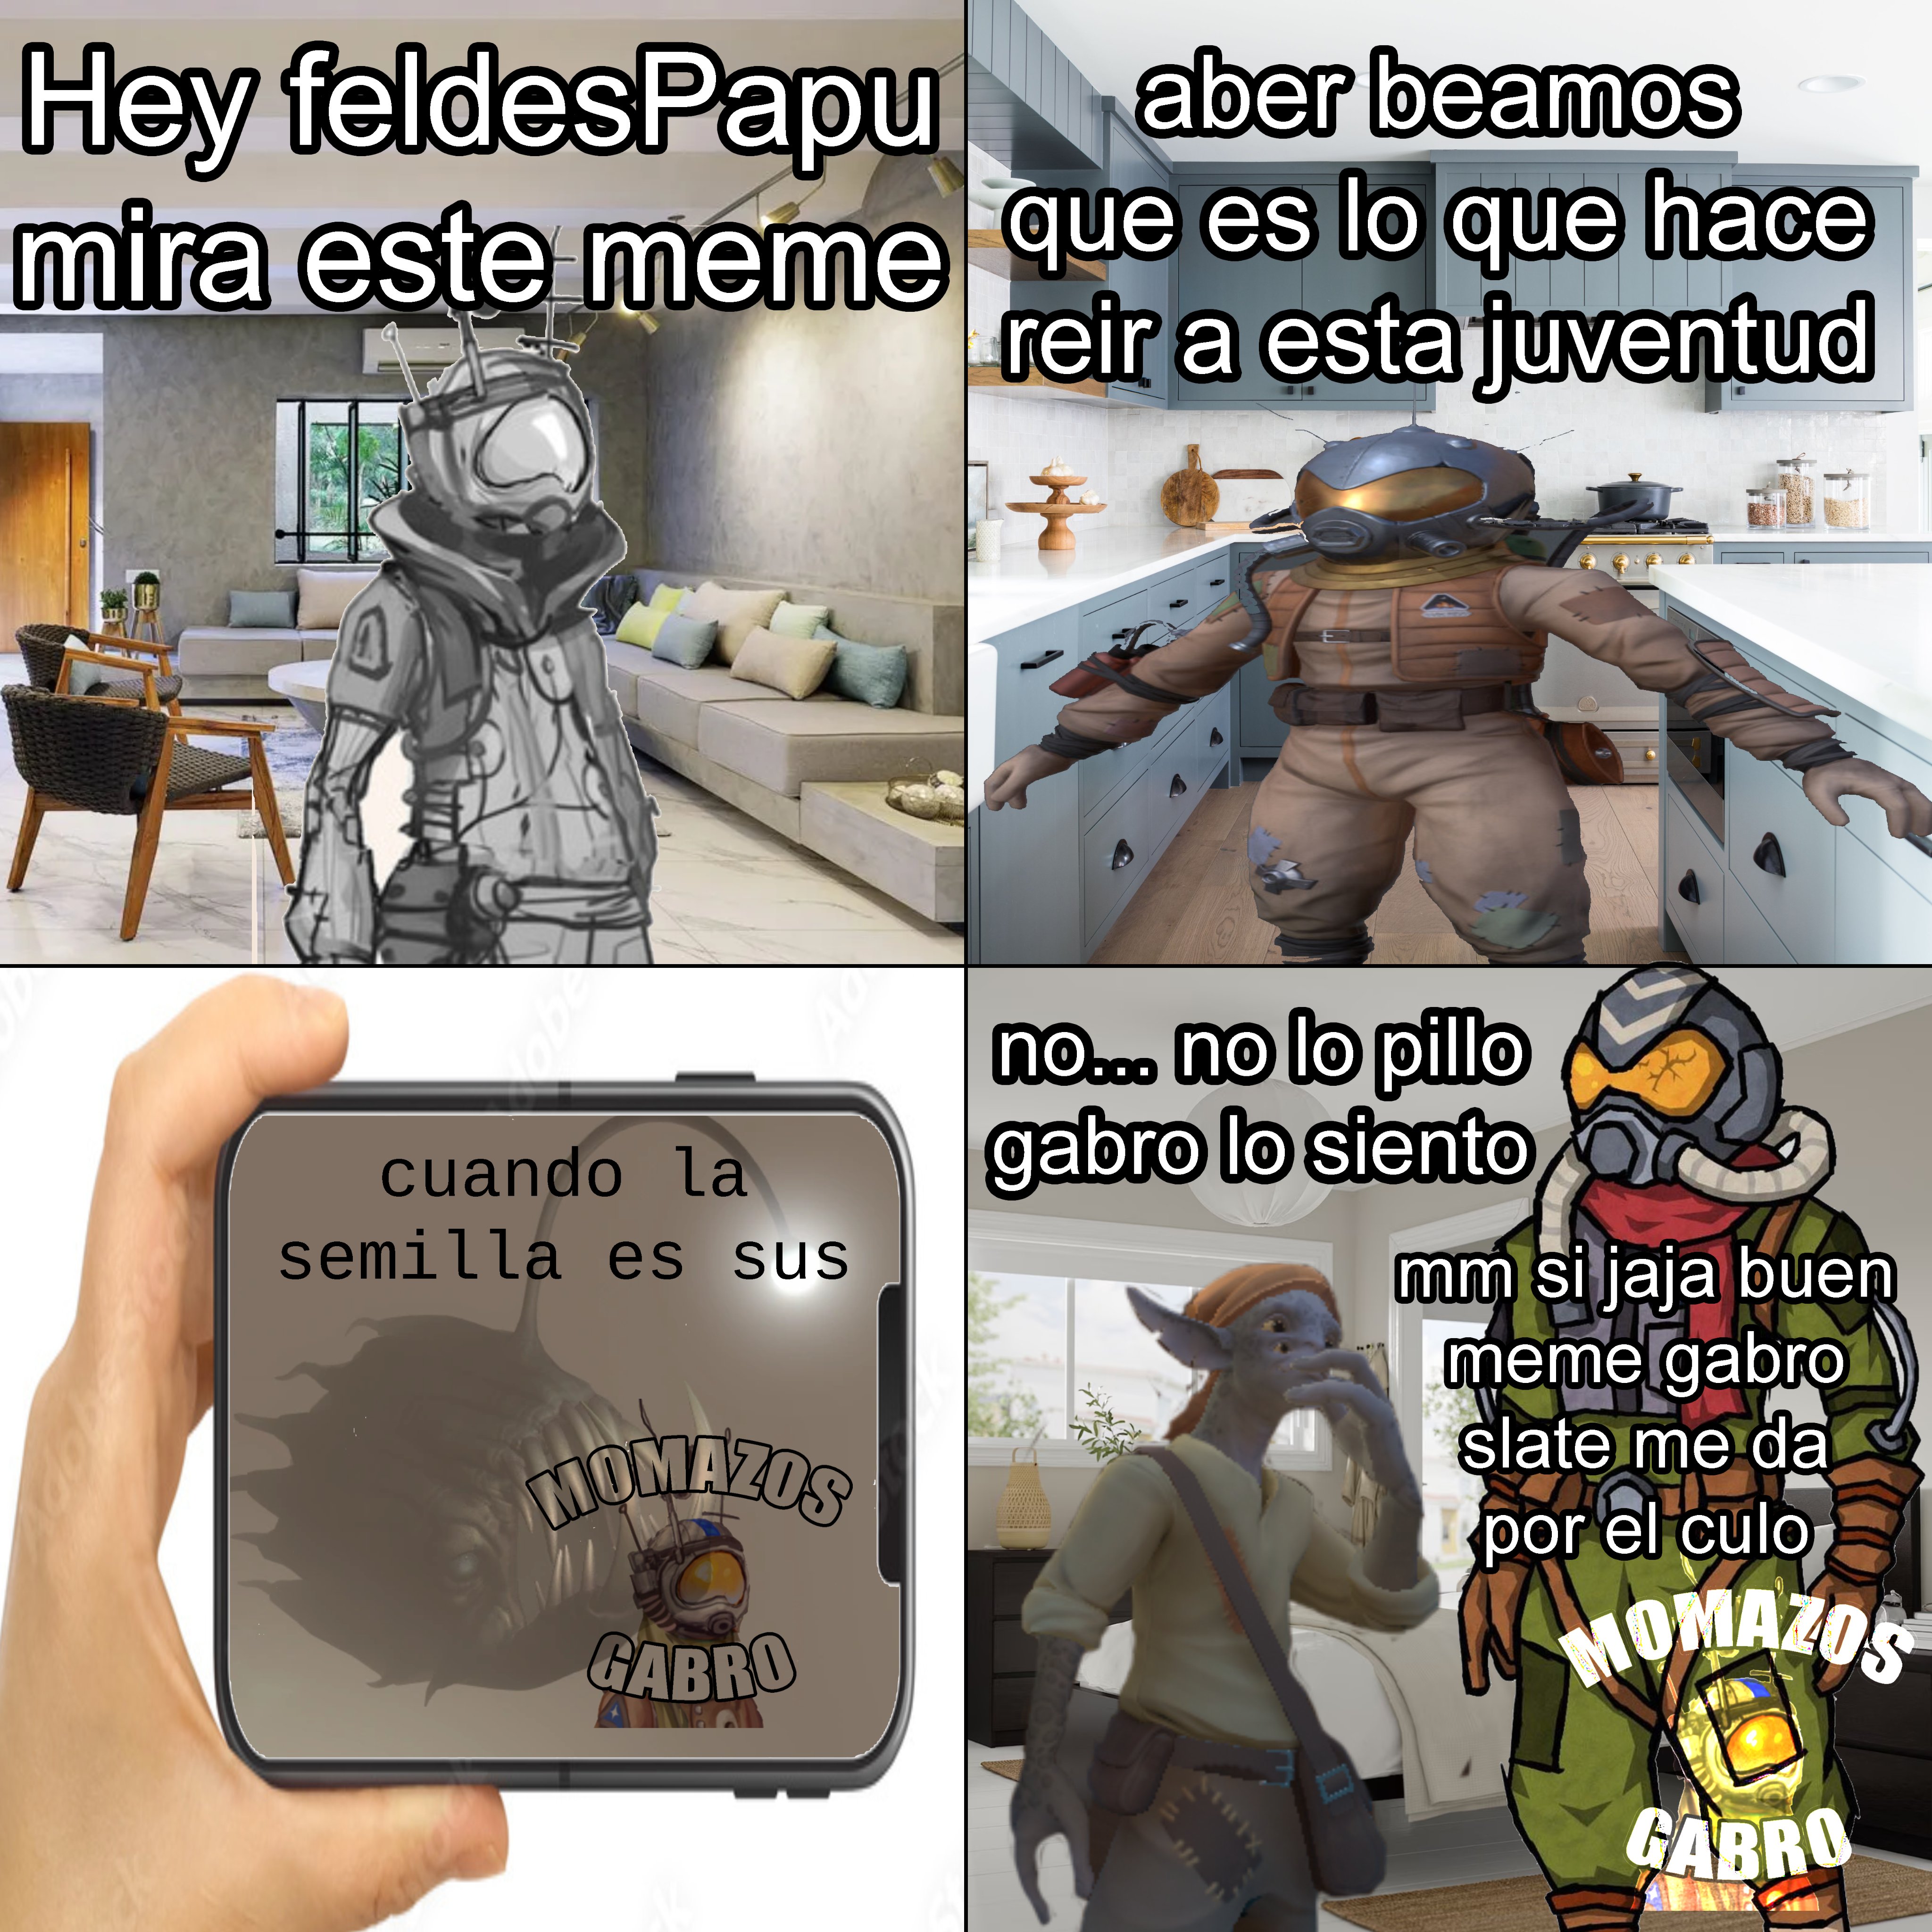 Hey feldesPapu
mira este meme
aber beamos
que es lo que hace
reir a esta juventud
cuando la
semilla es sus
MOMAZOS
GABRO
no... no lo pillo
gabro lo siento
mm si jaja buen
meme gabro
slate me da
por el culo
MOMAZOS
GABRO